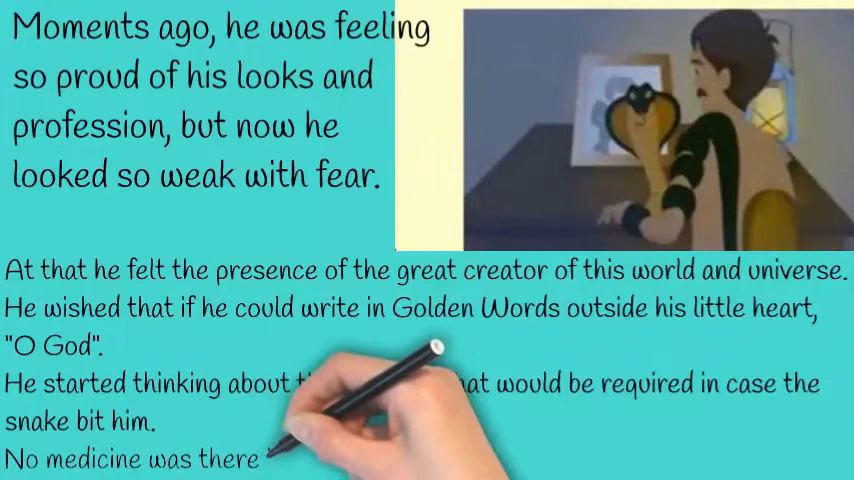 Moments ago, he was feeling
so proud of his looks and
profession, but now he
looked so weak with fear.
At that he felt the presence of the great creator of this world and universe.
He wished that if he could write in Golden Words outside his little heart,
"O God".
He started thinking about would be required in case the
snake bit him.
No medicine was there